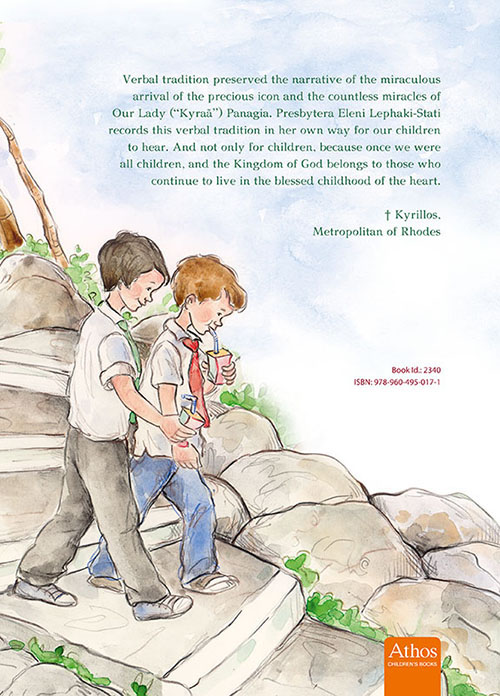 Verbal tradition preserved the narrative of the miraculous
arrival of the precious icon and the countless miracles of
Our Lady (“Kyraä”) Panagia. Presbytera Eleni Lephaki-Stati
records this verbal tradition in her own way for our children
to hear. And not only for children, because once we were
all children, and the Kingdom of God belongs to those who
continue to live in the blessed childhood of the heart.
† Kyrillos,
Metropolitan of Rhodes
Book Id.: 2340
ISBN: 978-960-495-017-1
Athos
CHILDREN'S BOOKS